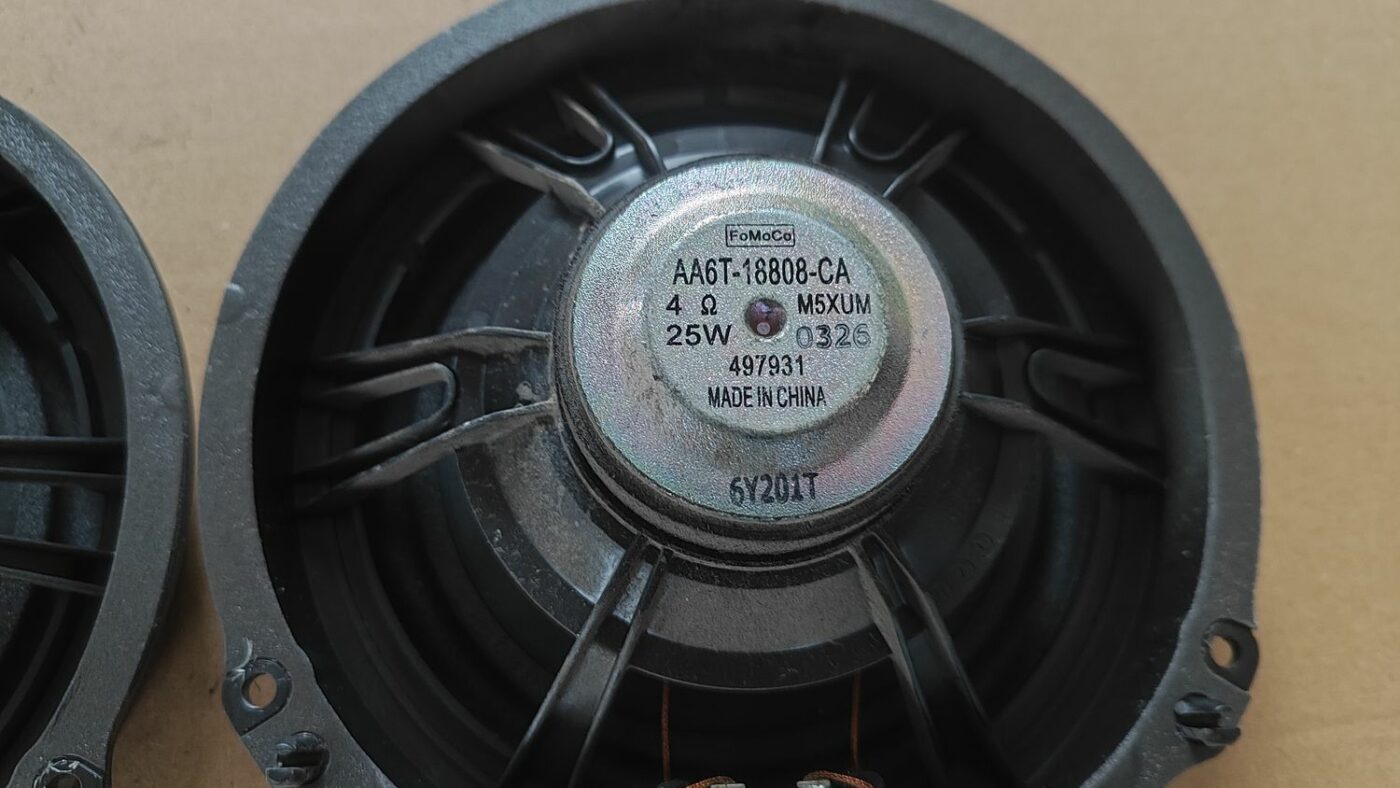 FoMoCo
AA6T-18808-CA
4 Ω M5XUM
25W 0326
497931
MADE IN CHINA
6Y201T